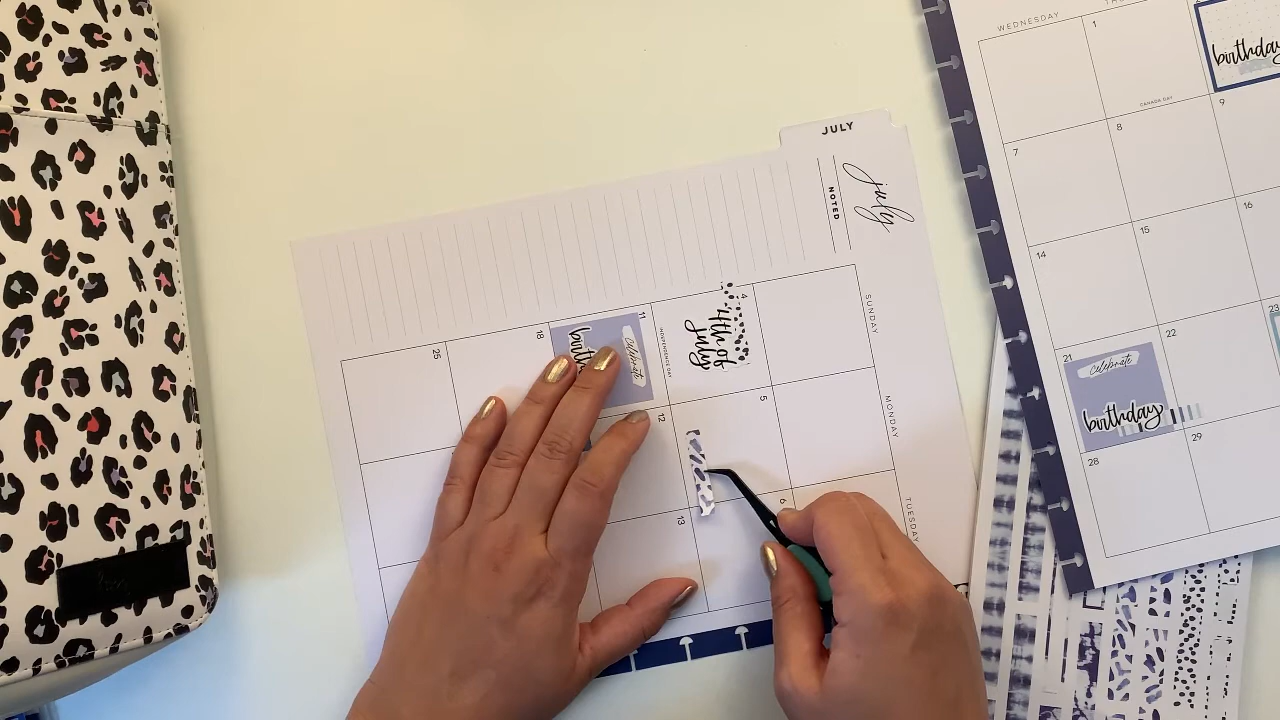 JULY
july
NOTED
SUNDAY
MONDAY
TUESDAY
4
4th of
july
INDEPENDENCE DAY
11
celebrate
18
25
5
12
6
13
WEDNESDAY
1
CANADA DAY
birthday
7
8
9
14
15
16
21
celebrate
birthday
22
23
28
29